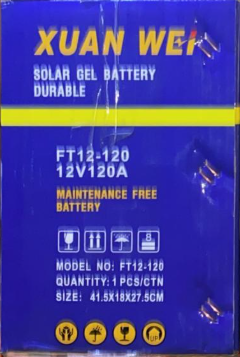 XUAN WEI
SOLAR GEL BATTERY
DURABLE
FT12-120
12V120A
MAINTENANCE FREE
BATTERY
8
MODEL NO: FT12-120
QUANTITY: 1 PCS/CTN
SIZE: 41.5X18X27.5CM